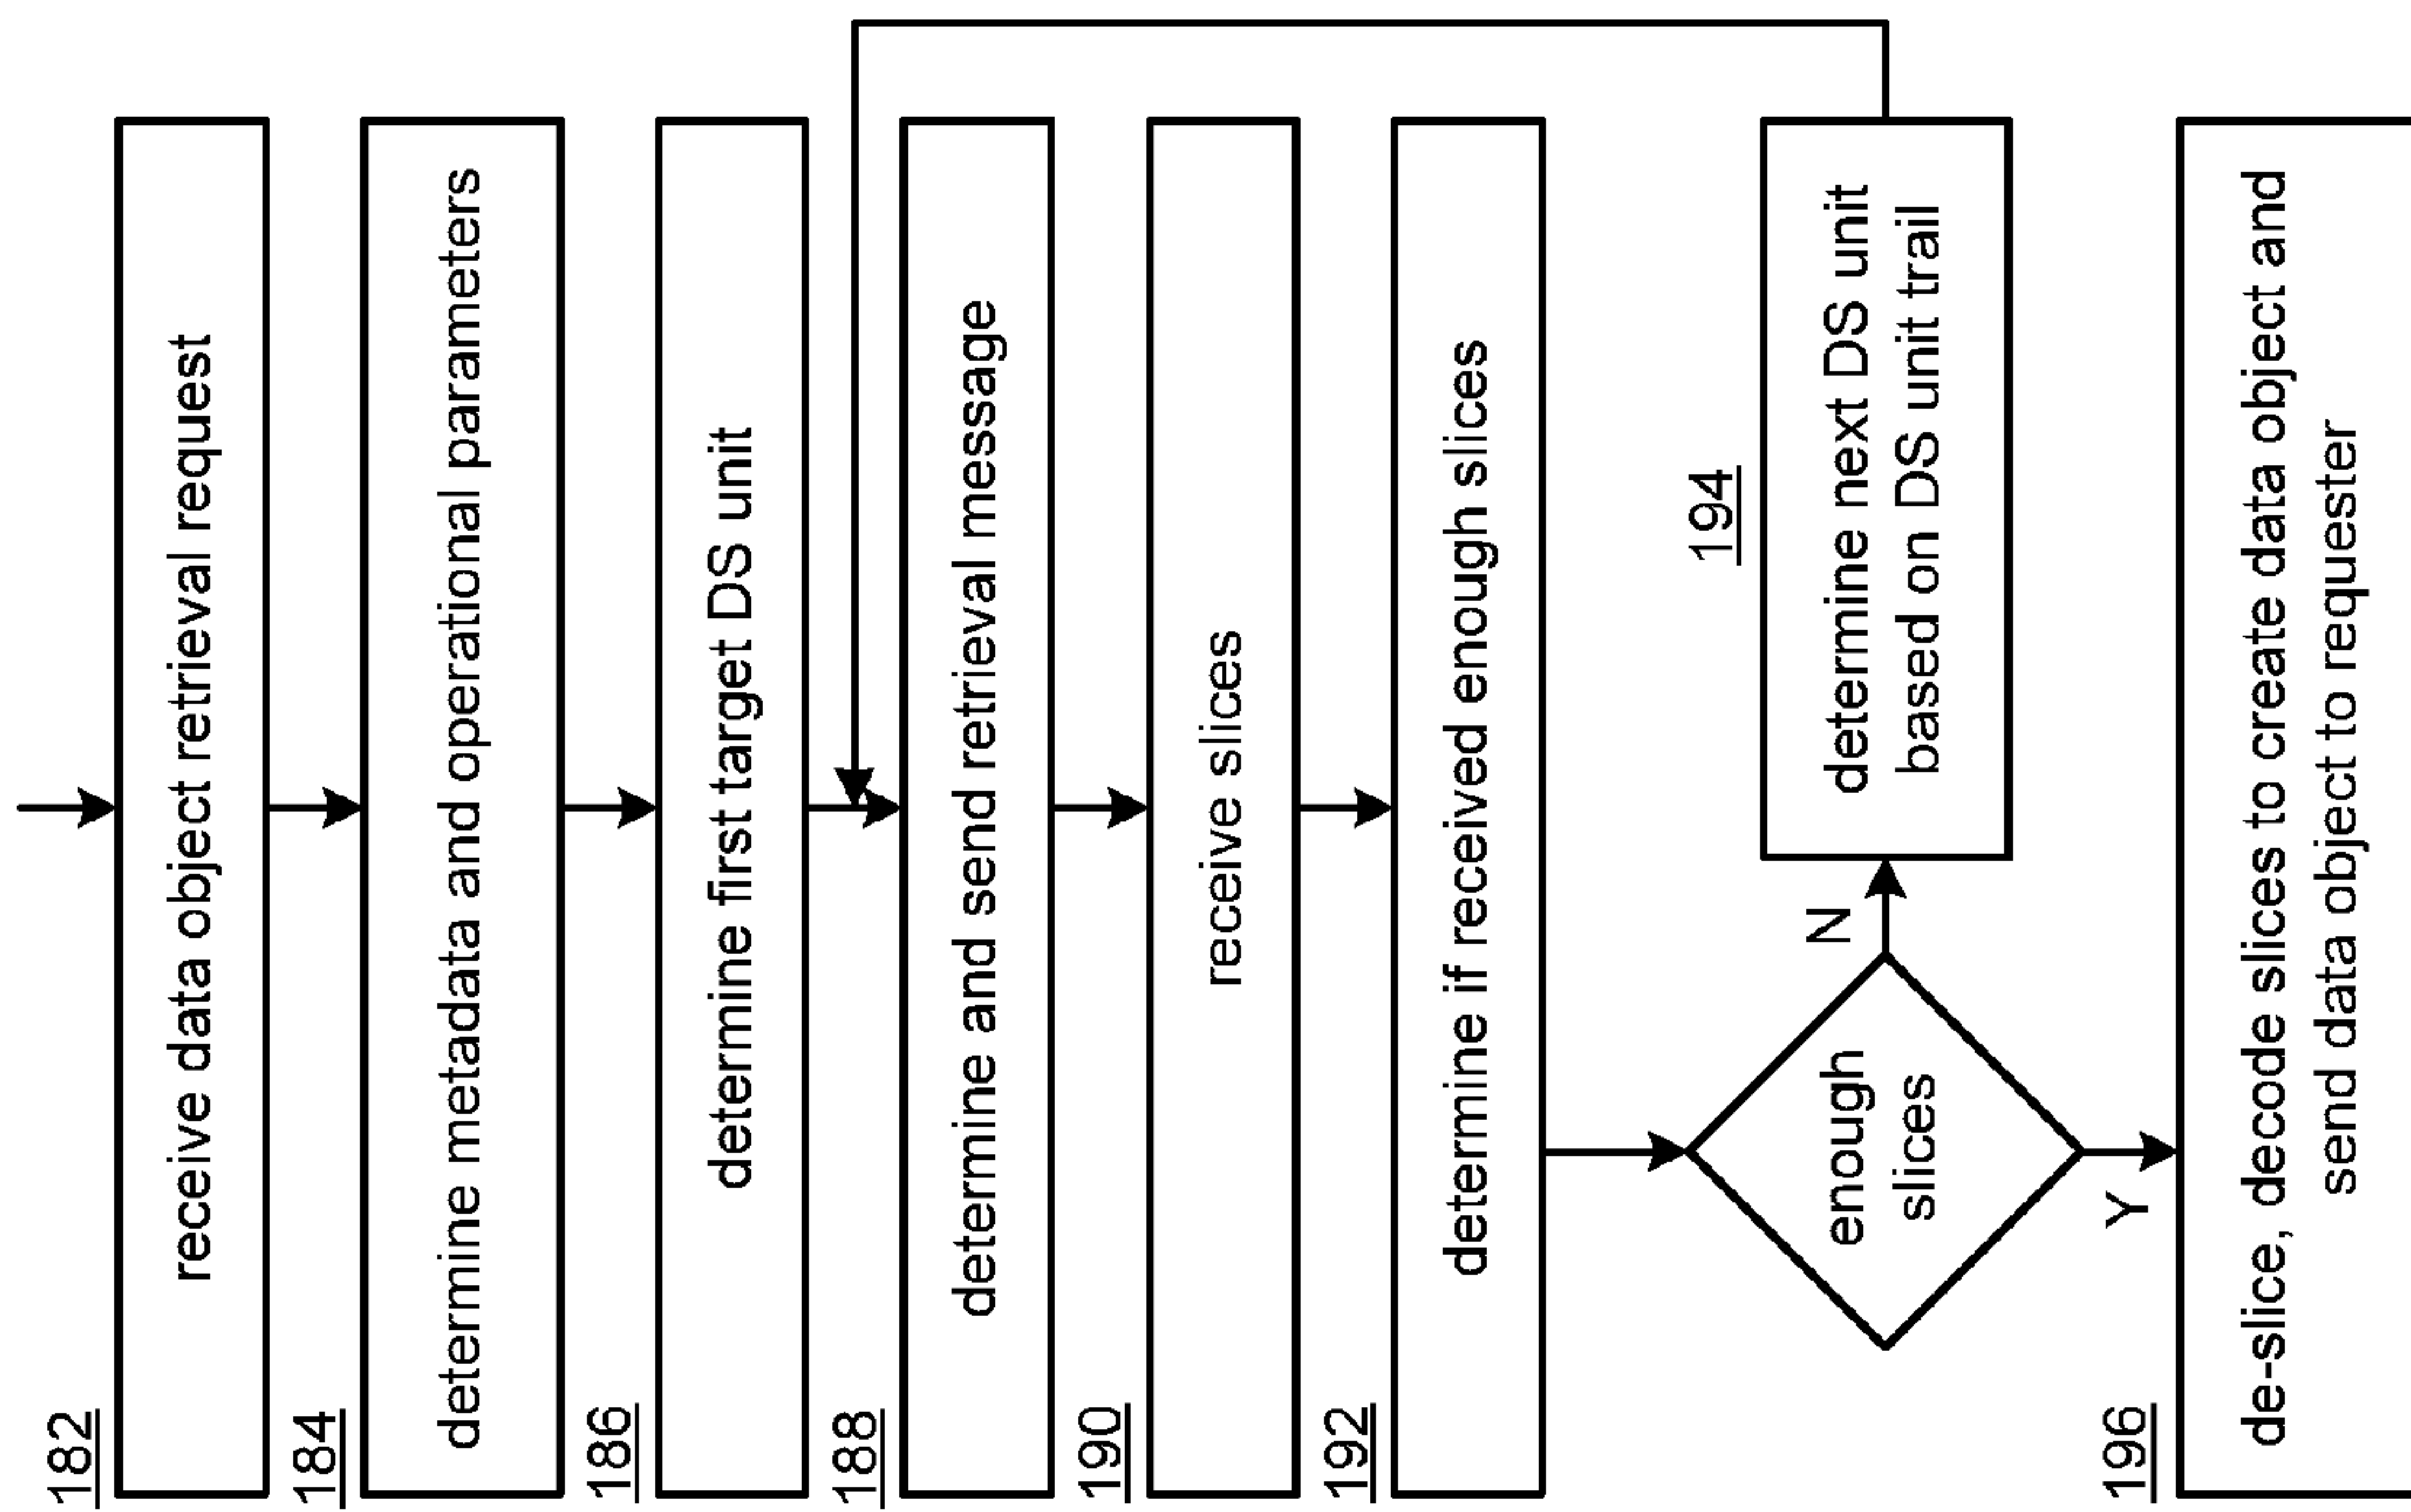 182
receive data object retrieval request
184
determine metadata and operational parameters
186
determine first target DS unit
188
determine and send retrieval message
190
receive slices
192
determine if received enough slices
enough
slices
N
194
determine next DS unit
based on DS unit trail
Y
196
de-slice, decode slices to create data object and
send data object to requester